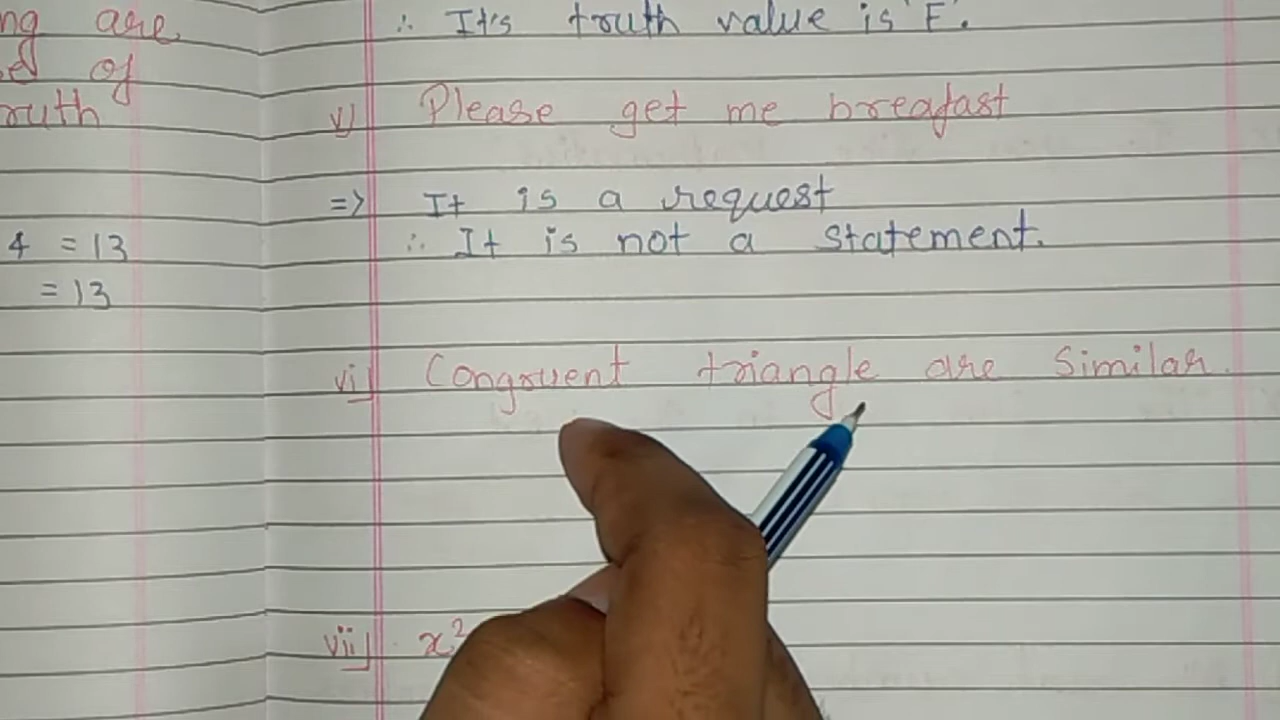 ng are
ed of
ruth
4 = 13
= 13
∴ It's truth value is 'F'.
v) Please get me breafast
=> It is a request
∴ It is not a statement.
vi] Congruent triangle are Similar.
vii] x²